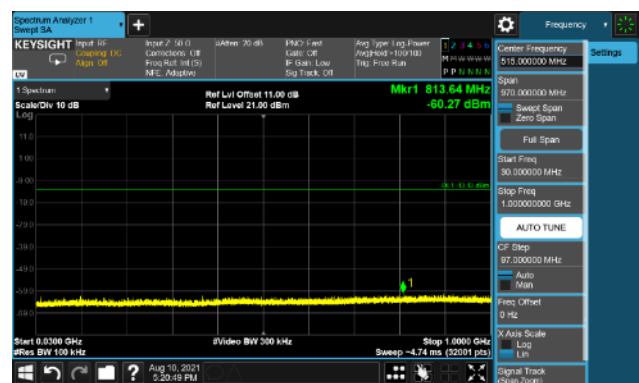 Spectrum Analyzer 1
Swept SA
+
Frequency
KEYSIGHT
Input: RF
Coupling: DC
Align: Off
Input Z: 50 Ω
Corrections: Off
Freq Ref: Int (S)
NFE: Adaptive
#Atten: 20 dB
PNO: Fast
Gate: Off
IF Gain: Low
Sig Track: Off
Avg Type: Log-Power
Avg|Hold: >100/100
Trig: Free Run
1 2 3 4 5 6
M W W W W W
P P N N N N
Center Frequency
515.000000 MHz
Settings
Span
970.000000 MHz
Swept Span
Zero Span
Full Span
Start Freq
30.000000 MHz
Stop Freq
1.000000000 GHz
AUTO TUNE
CF Step
97.000000 MHz
Auto
Man
Freq Offset
0 Hz
X Axis Scale
Log
Lin
Signal Track
(Span Zoom)
1 Spectrum
Scale/Div 10 dB
Log
Ref Lvl Offset 11.00 dB
Ref Level 21.00 dBm
Mkr1 813.64 MHz
-60.27 dBm
11.0
1.00
-9.00
-19.0
-29.0
-39.0
-49.0
-59.0
-69.0
1
Start 0.0300 GHz
#Res BW 100 kHz
#Video BW 300 kHz
Stop 1.0000 GHz
Sweep ~4.74 ms (32001 pts)
?
Aug 10, 2021
5:20:49 PM